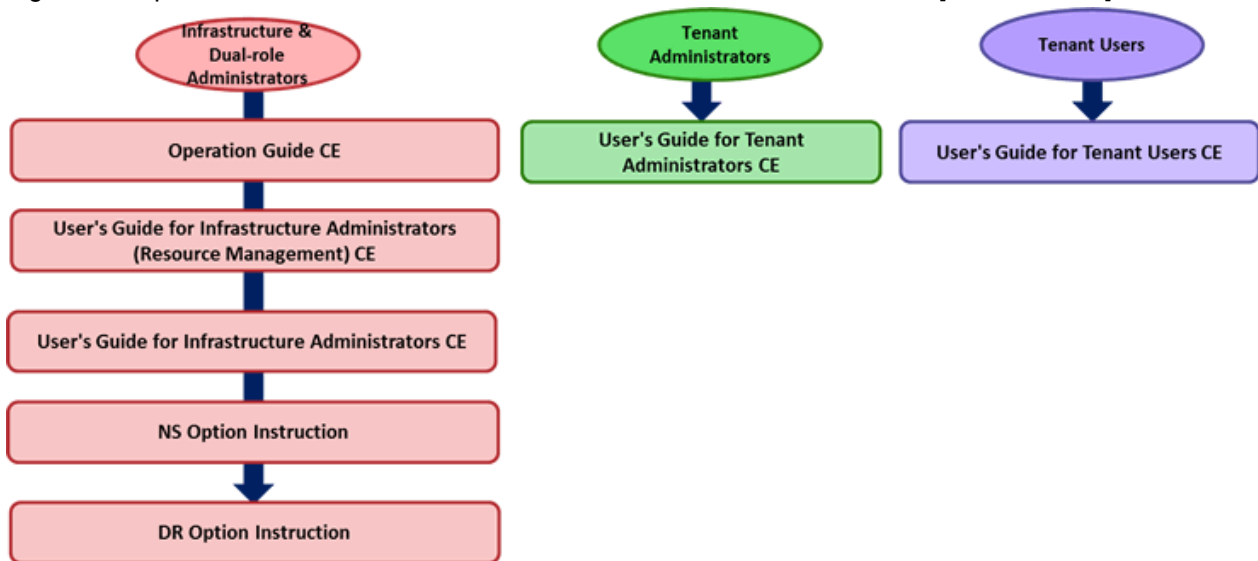 Infrastructure &
Dual-role
Administrators
Operation Guide CE
User's Guide for Infrastructure Administrators
(Resource Management) CE
User's Guide for Infrastructure Administrators CE
NS Option Instruction
DR Option Instruction
Tenant
Administrators
User's Guide for Tenant
Administrators CE
Tenant Users
User's Guide for Tenant Users CE